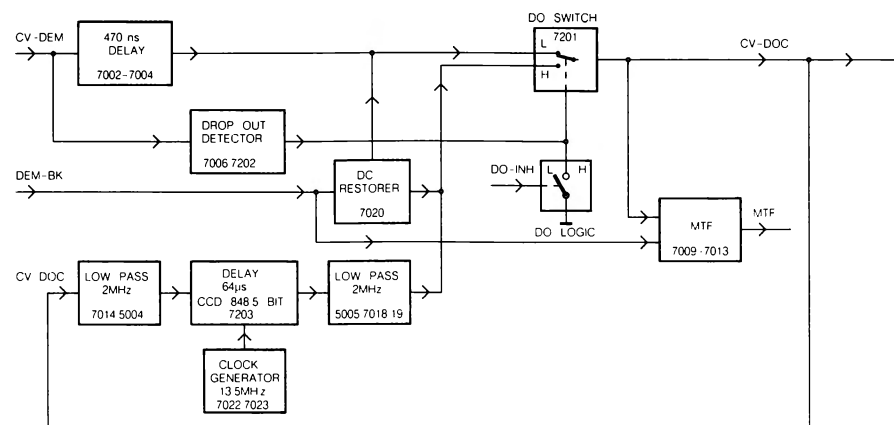 DO SWITCH
7201
L
H
CV-DEM
470 ns
DELAY
7002-7004
CV-DOC
DROP OUT
DETECTOR
7006 7202
DEM-BK
DC
RESTORER
7020
DO-INH
L H
DO LOGIC
MTF
7009-7013
MTF
CV DOC
LOW PASS
2MHz
7014 5004
DELAY
64µs
CCD 848 5 BIT
7203
LOW PASS
2MHz
5005 7018 19
CLOCK
GENERATOR
13 5MHz
7022 7023